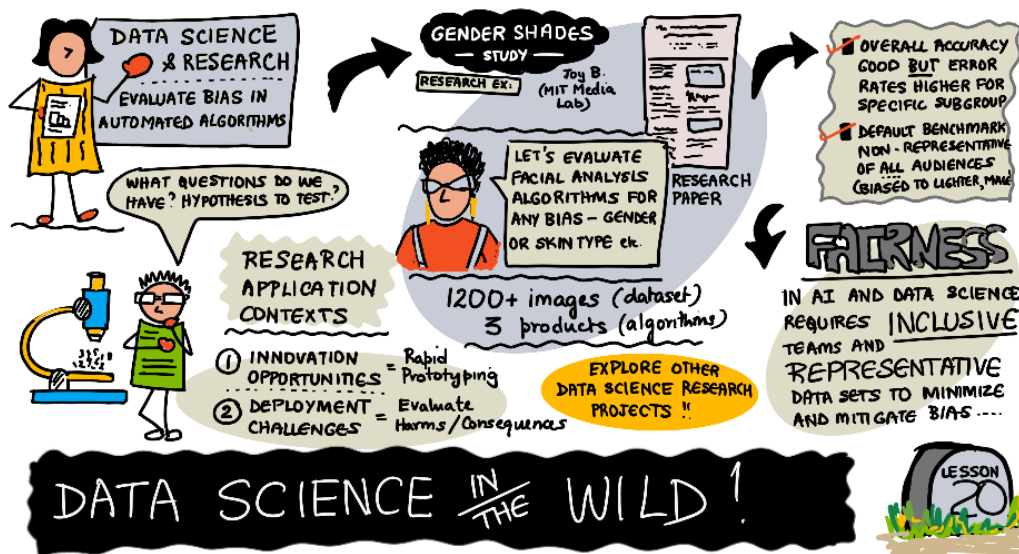 DATA SCIENCE
& RESEARCH
EVALUATE BIAS IN
AUTOMATED ALGORITHMS
WHAT QUESTIONS DO WE
HAVE? HYPOTHESIS TO TEST?
RESEARCH
APPLICATION
CONTEXTS
1 INNOVATION OPPORTUNITIES = Rapid Prototyping
2 DEPLOYMENT CHALLENGES = Evaluate Harms/Consequences
GENDER SHADES
STUDY
RESEARCH EX:
Joy B.
(MIT Media
Lab)
RESEARCH
PAPER
LET'S EVALUATE
FACIAL ANALYSIS
ALGORITHMS FOR
ANY BIAS - GENDER
OR SKIN TYPE etc.
1200+ images (dataset)
3 products (algorithms)
EXPLORE OTHER
DATA SCIENCE RESEARCH
PROJECTS !!
OVERALL ACCURACY
GOOD BUT ERROR
RATES HIGHER FOR
SPECIFIC SUBGROUP
DEFAULT BENCHMARK
NON-REPRESENTATIVE
OF ALL AUDIENCES
(BIASED TO LIGHTER, MALE
FAIRNESS
IN AI AND DATA SCIENCE
REQUIRES INCLUSIVE
TEAMS AND
REPRESENTATIVE
DATA SETS TO MINIMIZE
AND MITIGATE BIAS ....
DATA SCIENCE IN THE WILD!
LESSON
20